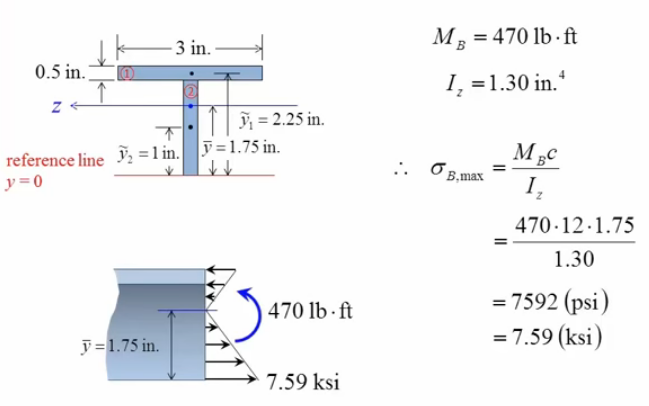 3 in.
0.5 in.
①
②
z
ỹ₁ = 2.25 in.
ỹ₂ = 1 in.
ȳ = 1.75 in.
reference line
y = 0
M_B = 470 lb·ft
I_z = 1.30 in.⁴
∴ σ_B,max = M_B c / I_z
= 470·12·1.75 / 1.30
= 7592 (psi)
= 7.59 (ksi)
470 lb·ft
ȳ = 1.75 in.
7.59 ksi